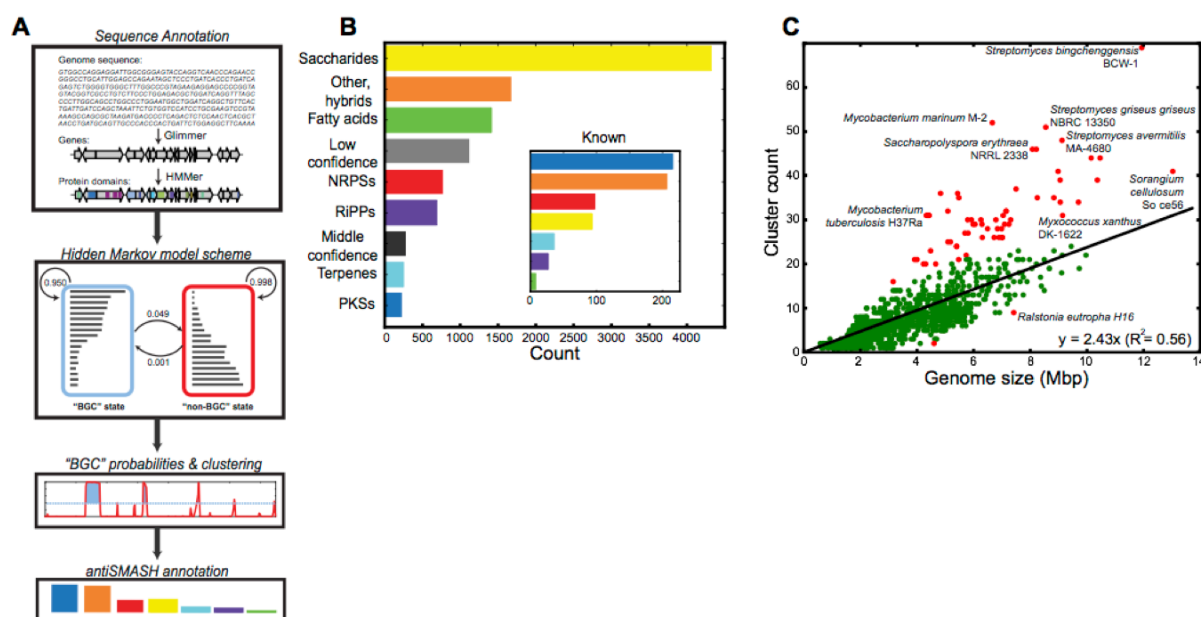 A
Sequence Annotation
Genome sequence:
GTGGCCAGGAGGATTGGCGGGAGTACCAGGTCAACCCAGAACC
GGGCCTGCATTGGAGCCAGAATAGCTCCCTGATCACCCTGATCA
GAGTCTGGGGTGGGCTTTGGCCCGTAGAAGAGGAGCCCCGGTA
Glimmer
Genes:
HMMer
Protein domains:
Hidden Markov model scheme
0.950
0.998
0.049
0.001
"BGC" state
"non-BGC" state
"BGC" probabilities & clustering
antiSMASH annotation
B
Saccharides
Other,
hybrids
Fatty acids
Low
confidence
NRPSs
RiPPs
Middle
confidence
Terpenes
PKSs
0 500 1000 1500 2000 2500 3000 3500 4000
Count
Known
0 100 200
C
Cluster count
70
60
50
40
30
20
10
0
0 2 4 6 8 10 12 14
Genome size (Mbp)
Streptomyces bingchenggensis
BCW-1
Mycobacterium marinum M-2
Streptomyces griseus griseus
NBRC 13350
Saccharopolyspora erythraea
NRRL 2338
Streptomyces avermitilis
MA-4680
Sorangium
cellulosum
So ce56
Mycobacterium
tuberculosis H37Ra
Myxococcus xanthus
DK-1622
Ralstonia eutropha H16
y = 2.43x (R2 = 0.56)